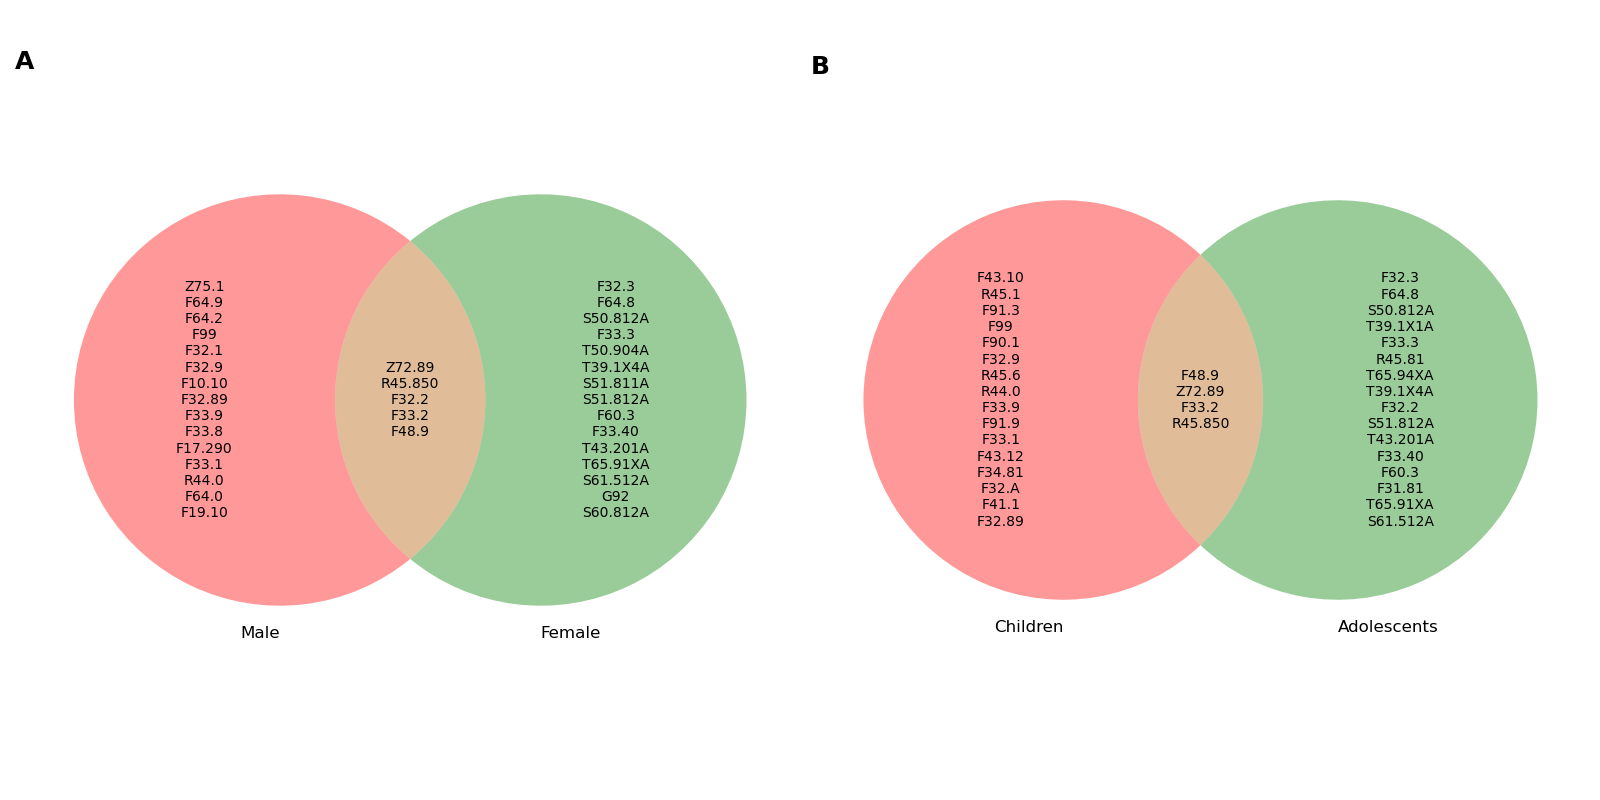 A
Z75.1
F64.9
F64.2
F99
F32.1
F32.9
F10.10
F32.89
F33.9
F33.8
F17.290
F33.1
R44.0
F64.0
F19.10
Z72.89
R45.850
F32.2
F33.2
F48.9
F32.3
F64.8
S50.812A
F33.3
T50.904A
T39.1X4A
S51.811A
S51.812A
F60.3
F33.40
T43.201A
T65.91XA
S61.512A
G92
S60.812A
Male
Female
B
F43.10
R45.1
F91.3
F99
F90.1
F32.9
R45.6
R44.0
F33.9
F91.9
F33.1
F43.12
F34.81
F32.A
F41.1
F32.89
F48.9
Z72.89
F33.2
R45.850
F32.3
F64.8
S50.812A
T39.1X1A
F33.3
R45.81
T65.94XA
T39.1X4A
F32.2
S51.812A
T43.201A
F33.40
F60.3
F31.81
T65.91XA
S61.512A
Children
Adolescents